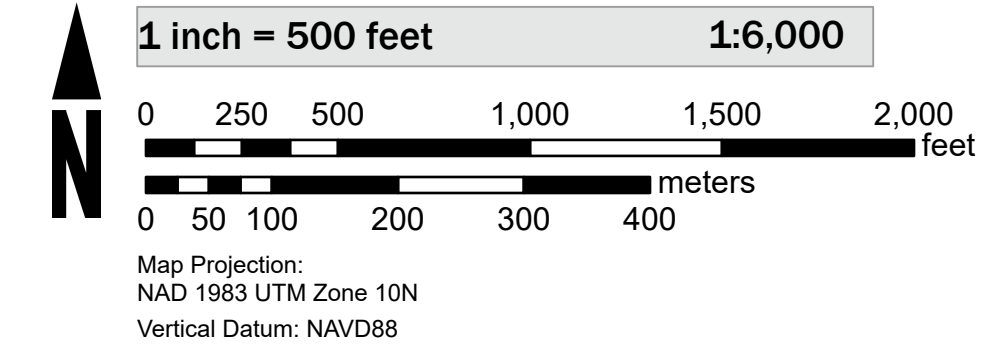 N
1 inch = 500 feet 1:6,000
0 250 500 1,000 1,500 2,000
feet
meters
0 50 100 200 300 400
Map Projection:
NAD 1983 UTM Zone 10N
Vertical Datum: NAVD88